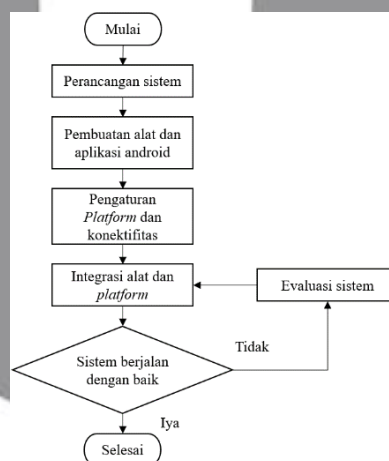 Mulai
Perancangan sistem
Pembuatan alat dan
aplikasi android
Pengaturan
Platform dan
konektifitas
Integrasi alat dan
platform
Evaluasi sistem
Tidak
Sistem berjalan
dengan baik
Iya
Selesai